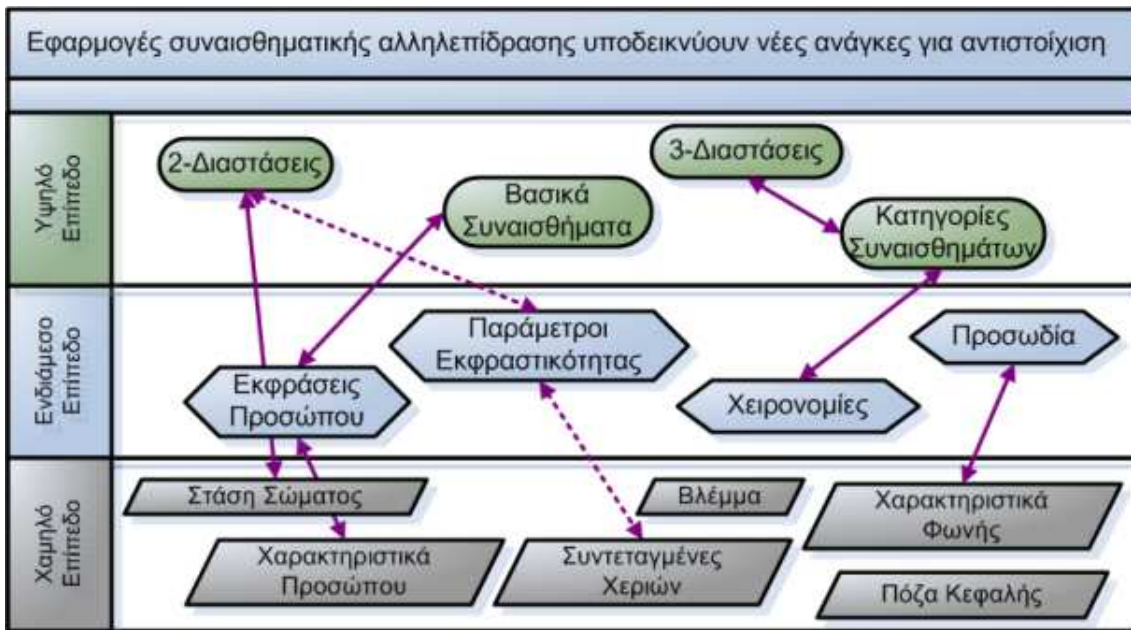 Εφαρμογές συναισθηματικής αλληλεπίδρασης υποδεικνύουν νέες ανάγκες για αντιστοίχιση
Υψηλό
Επίπεδο
2-Διαστάσεις
3-Διαστάσεις
Βασικά
Συναισθήματα
Κατηγορίες
Συναισθημάτων
Ενδιάμεσο
Επίπεδο
Παράμετροι
Εκφραστικότητας
Προσωδία
Εκφράσεις
Προσώπου
Χειρονομίες
Χαμηλό
Επίπεδο
Στάση Σώματος
Βλέμμα
Χαρακτηριστικά
Φωνής
Χαρακτηριστικά
Προσώπου
Συντεταγμένες
Χεριών
Πόζα Κεφαλής